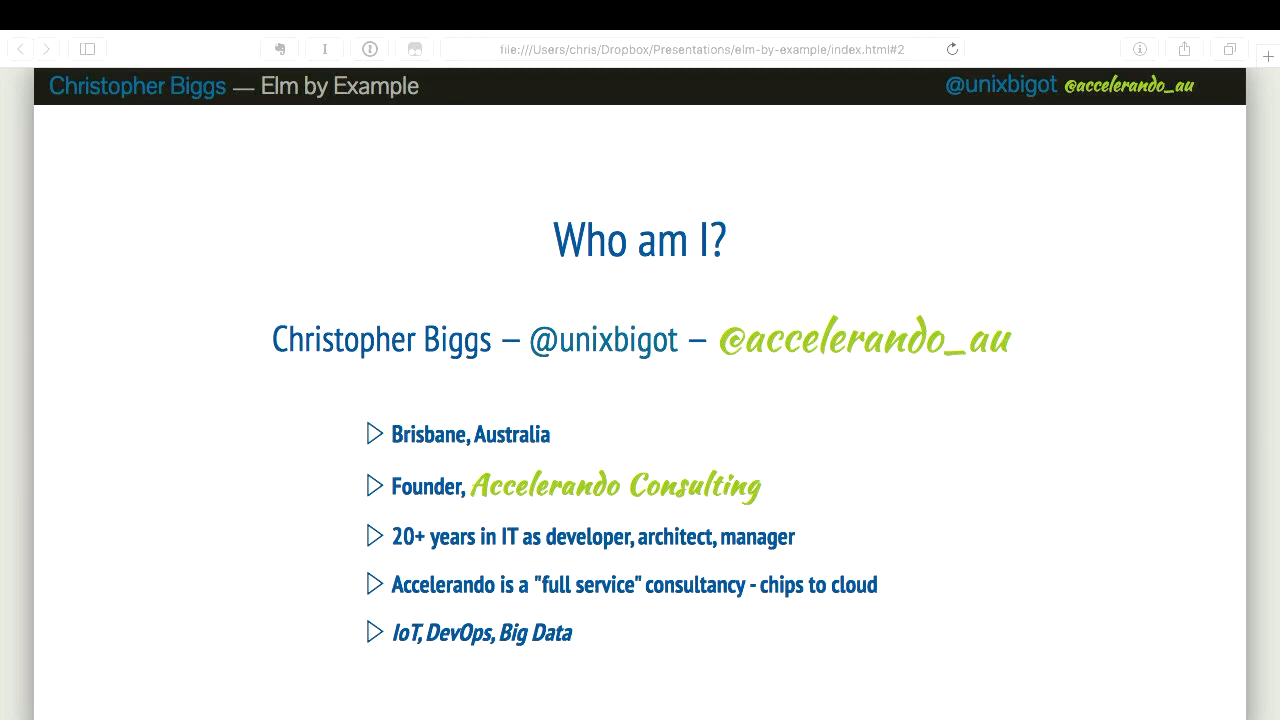 file:///Users/chris/Dropbox/Presentations/elm-by-example/index.html#2
Christopher Biggs — Elm by Example
@unixbigot @accelerando_au
Who am I?
Christopher Biggs – @unixbigot – @accelerando_au
Brisbane, Australia
Founder, Accelerando Consulting
20+ years in IT as developer, architect, manager
Accelerando is a "full service" consultancy - chips to cloud
IoT, DevOps, Big Data